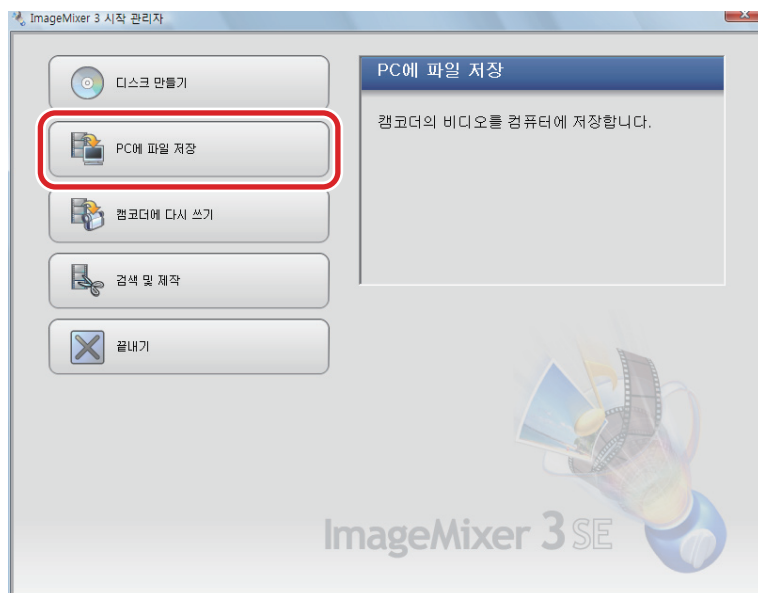 ImageMixer 3 시작 관리자
디스크 만들기
PC에 파일 저장
캠코더에 다시 쓰기
검색 및 제작
끝내기
PC에 파일 저장
캠코더의 비디오를 컴퓨터에 저장합니다.
ImageMixer 3 SE